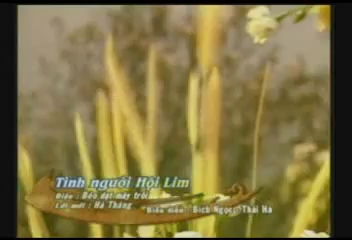 Tình người Hội Lim
Điệu : Bèo dạt mây trôi
Lời mới : Hà Thăng
Biểu diễn : Bích Ngọc, Thái Hà